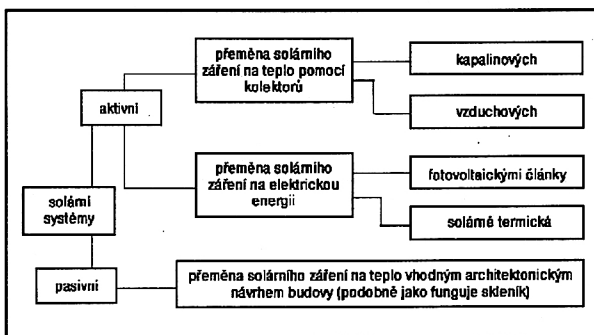 přeměna solárního
záření na teplo pomocí
kolektorů
kapalinových
vzduchových
aktivní
přeměna solárního
záření na elektrickou
energii
fotovoltaickými články
solárně termická
solární
systémy
pasivní
přeměna solárního záření na teplo vhodným architektonickým
návrhem budovy (podobně jako funguje skleník)